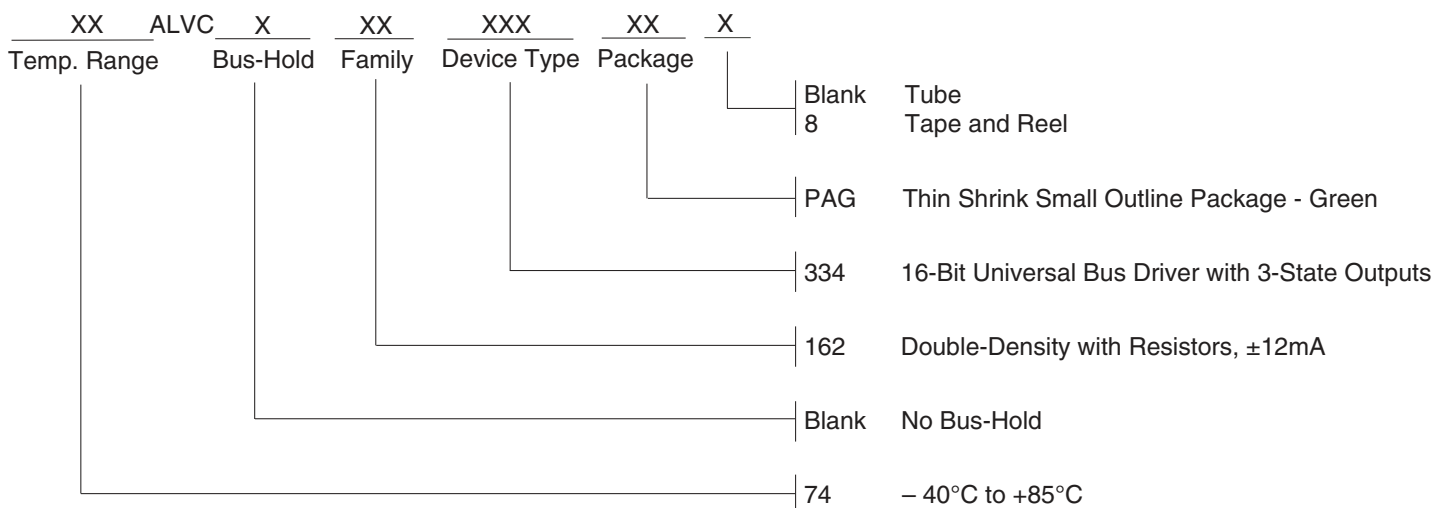 XX ALVC X XX XXX XX X
Temp. Range Bus-Hold Family Device Type Package
Blank Tube
8 Tape and Reel
PAG Thin Shrink Small Outline Package - Green
334 16-Bit Universal Bus Driver with 3-State Outputs
162 Double-Density with Resistors, ±12mA
Blank No Bus-Hold
74 – 40°C to +85°C